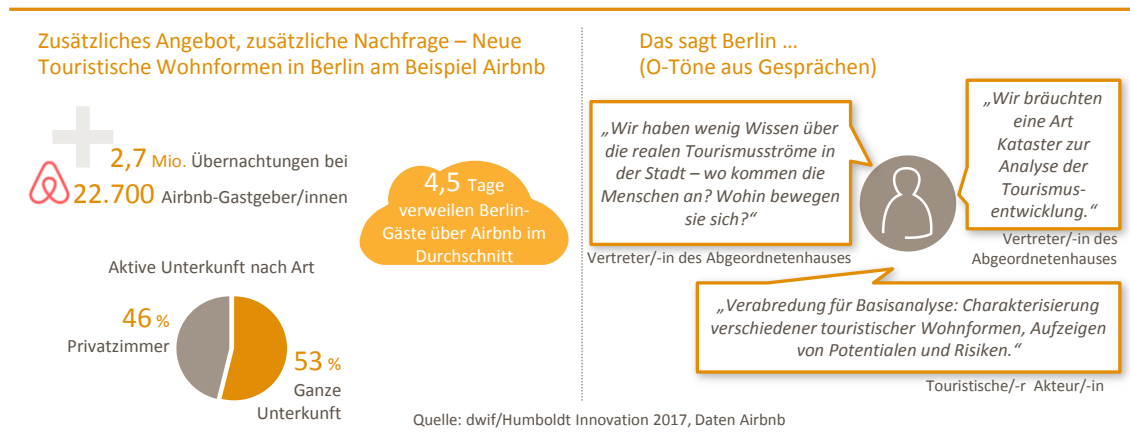 Zusätzliches Angebot, zusätzliche Nachfrage – Neue
Touristische Wohnformen in Berlin am Beispiel Airbnb
2,7 Mio. Übernachtungen bei
22.700 Airbnb-Gastgeber/innen
4,5 Tage
verweilen Berlin-
Gäste über Airbnb im
Durchschnitt
Aktive Unterkunft nach Art
46 %
Privatzimmer
53 %
Ganze
Unterkunft
Das sagt Berlin …
(O-Töne aus Gesprächen)
„Wir haben wenig Wissen über
die realen Tourismusströme in
der Stadt – wo kommen die
Menschen an? Wohin bewegen
sie sich?“
Vertreter/-in des Abgeordnetenhauses
„Wir bräuchten
eine Art
Kataster zur
Analyse der
Tourismus-
entwicklung.“
Vertreter/-in des
Abgeordnetenhauses
„Verabredung für Basisanalyse: Charakterisierung
verschiedener touristischer Wohnformen, Aufzeigen
von Potentialen und Risiken.“
Touristische/-r Akteur/-in
Quelle: dwif/Humboldt Innovation 2017, Daten Airbnb